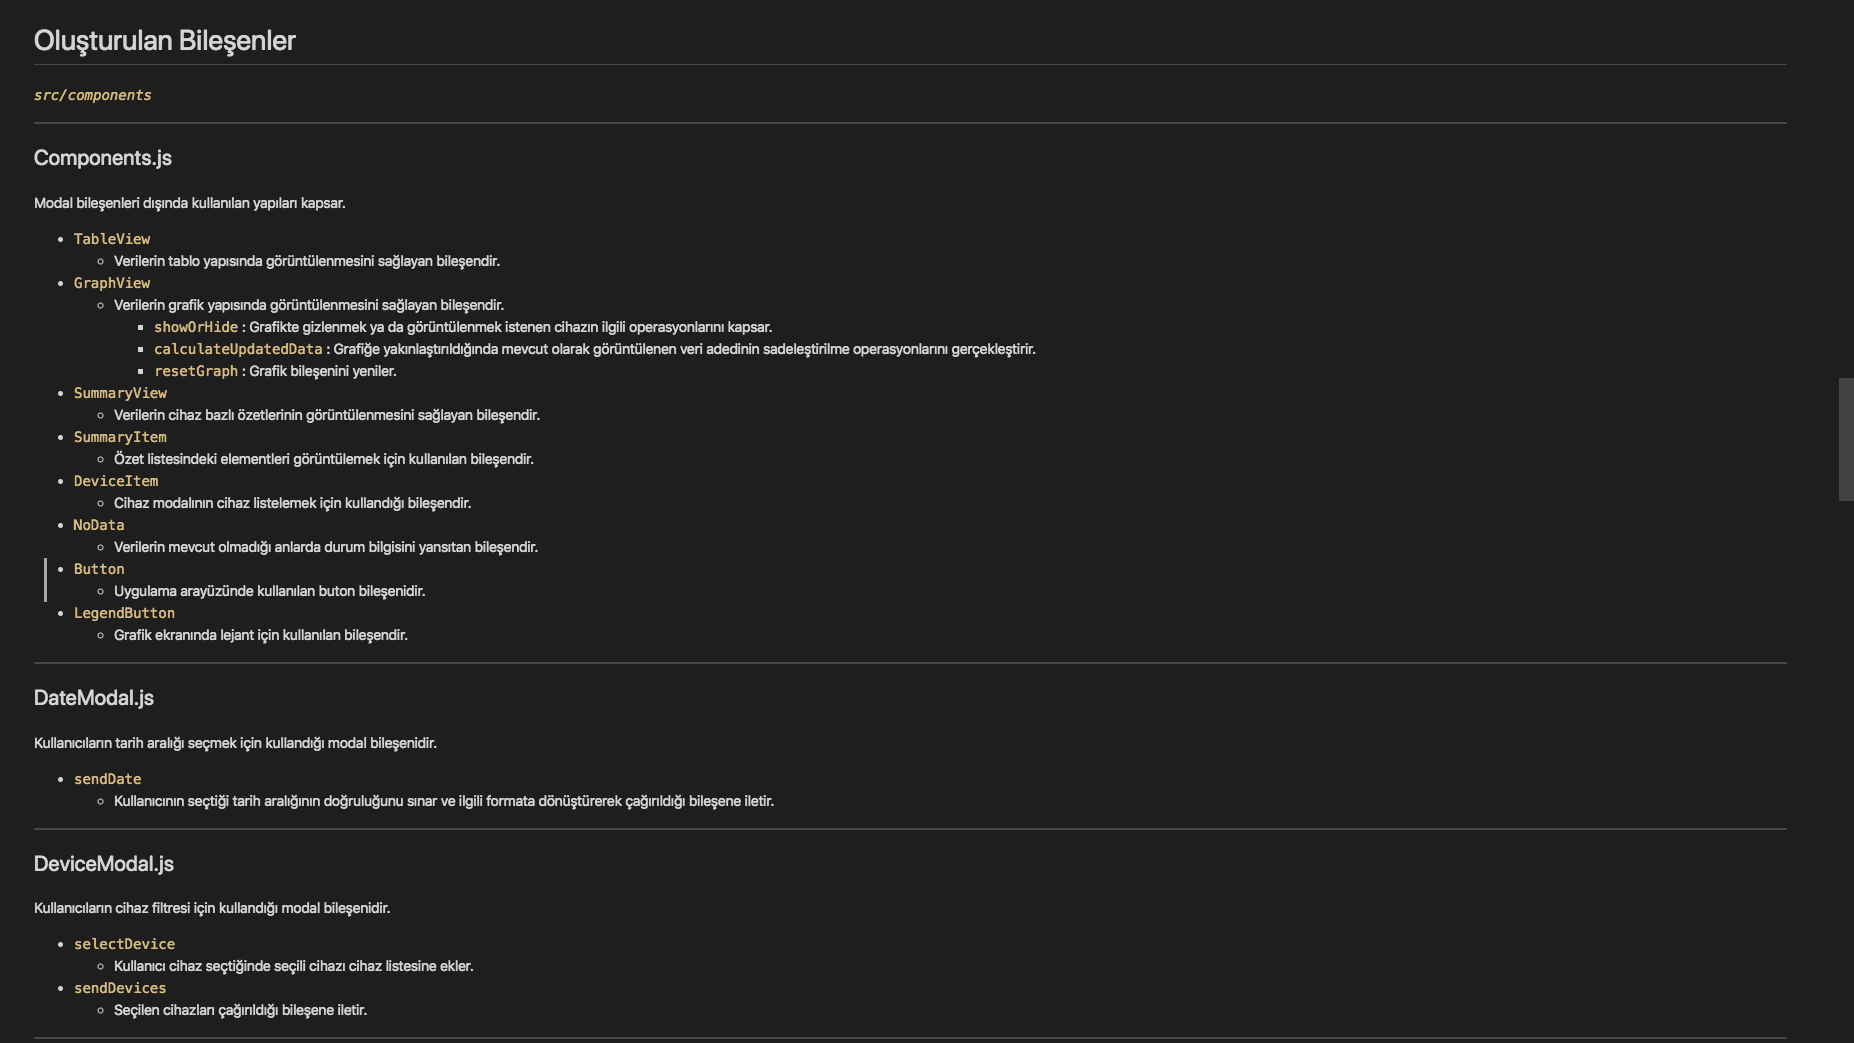 Oluşturulan Bileşenler
src/components
Components.js
Modal bileşenleri dışında kullanılan yapıları kapsar.
TableView
Verilerin tablo yapısında görüntülenmesini sağlayan bileşendir.
GraphView
Verilerin grafik yapısında görüntülenmesini sağlayan bileşendir.
showOrHide : Grafikte gizlenmek ya da görüntülenmek istenen cihazın ilgili operasyonlarını kapsar.
calculateUpdatedData : Grafiğe yakınlaştırıldığında mevcut olarak görüntülenen veri adedinin sadeleştirilme operasyonlarını gerçekleştirir.
resetGraph : Grafik bileşenini yeniler.
SummaryView
Verilerin cihaz bazlı özetlerinin görüntülenmesini sağlayan bileşendir.
SummaryItem
Özet listesindeki elementleri görüntülemek için kullanılan bileşendir.
DeviceItem
Cihaz modalının cihaz listelemek için kullandığı bileşendir.
NoData
Verilerin mevcut olmadığı anlarda durum bilgisini yansıtan bileşendir.
Button
Uygulama arayüzünde kullanılan buton bileşenidir.
LegendButton
Grafik ekranında lejant için kullanılan bileşendir.
DateModal.js
Kullanıcıların tarih aralığı seçmek için kullandığı modal bileşenidir.
sendDate
Kullanıcının seçtiği tarih aralığının doğruluğunu sınar ve ilgili formata dönüştürerek çağırıldığı bileşene iletir.
DeviceModal.js
Kullanıcıların cihaz filtresi için kullandığı modal bileşenidir.
selectDevice
Kullanıcı cihaz seçtiğinde seçili cihazı cihaz listesine ekler.
sendDevices
Seçilen cihazları çağırıldığı bileşene iletir.